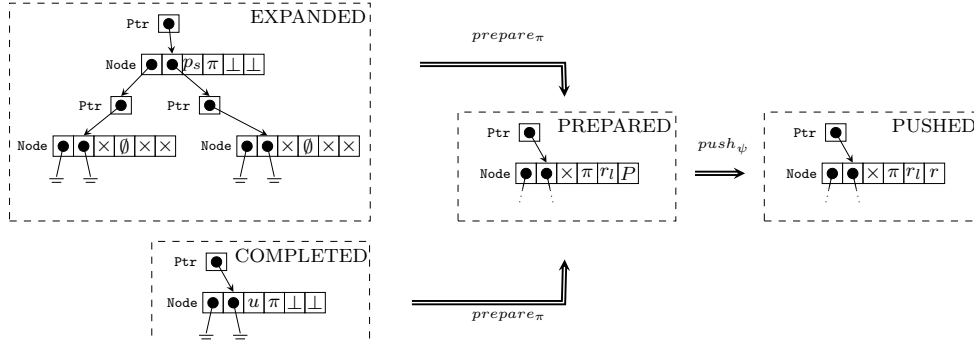 EXPANDED
Ptr
Node p_s π ⊥ ⊥
Ptr Ptr
Node × ∅ × × Node × ∅ × ×
prepare_π
PREPARED
Ptr
Node × π r_l P
push_ψ
PUSHED
Ptr
Node × π r_l r
COMPLETED
Ptr
Node u π ⊥ ⊥
prepare_π